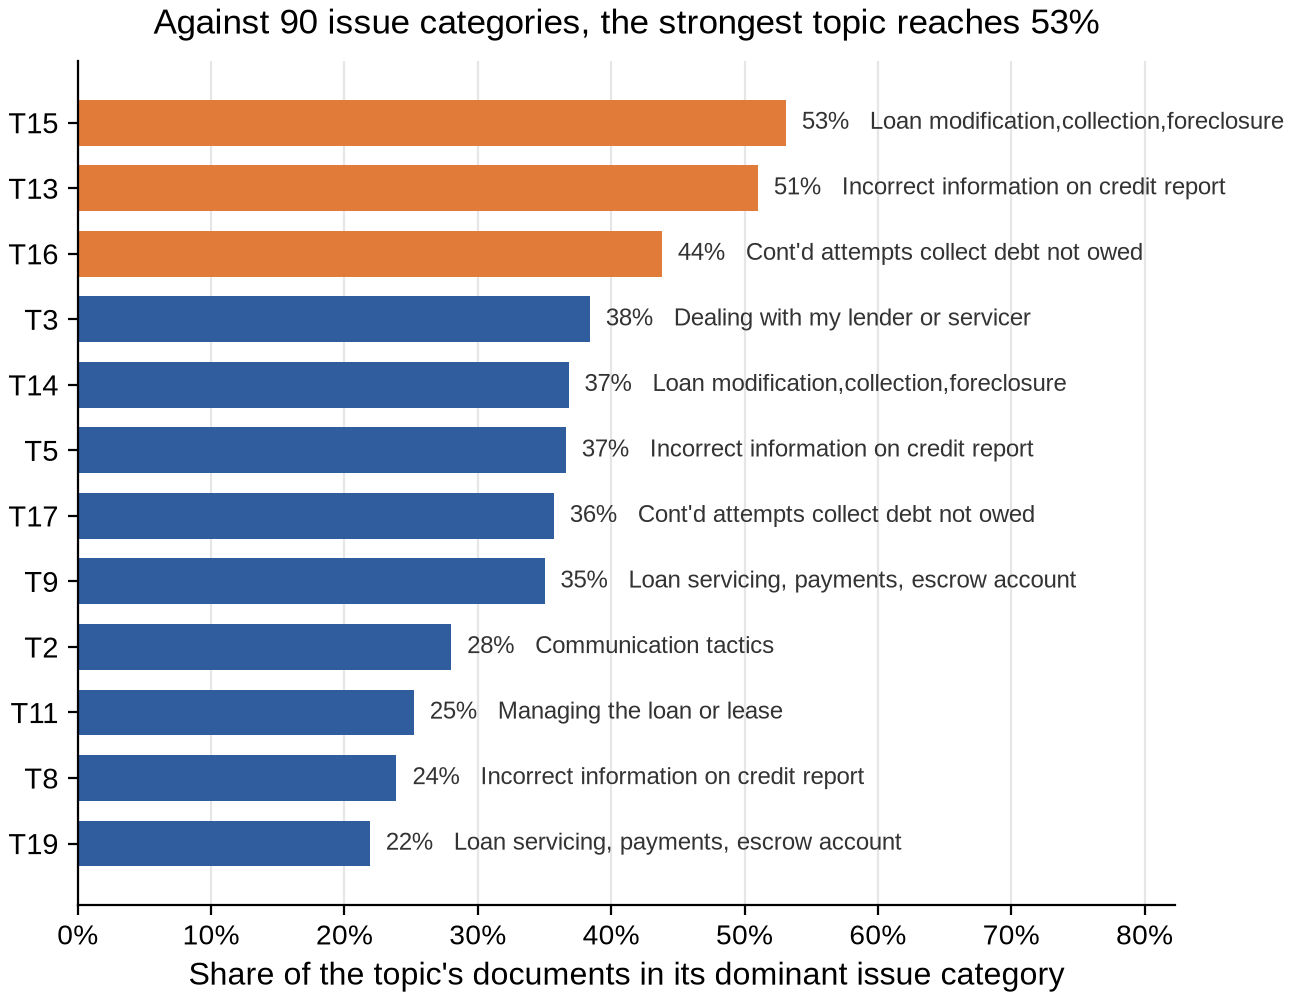 Against 90 issue categories, the strongest topic reaches 53%
T15 53% Loan modification,collection,foreclosure
T13 51% Incorrect information on credit report
T16 44% Cont'd attempts collect debt not owed
T3 38% Dealing with my lender or servicer
T14 37% Loan modification,collection,foreclosure
T5 37% Incorrect information on credit report
T17 36% Cont'd attempts collect debt not owed
T9 35% Loan servicing, payments, escrow account
T2 28% Communication tactics
T11 25% Managing the loan or lease
T8 24% Incorrect information on credit report
T19 22% Loan servicing, payments, escrow account
0% 10% 20% 30% 40% 50% 60% 70% 80%
Share of the topic's documents in its dominant issue category